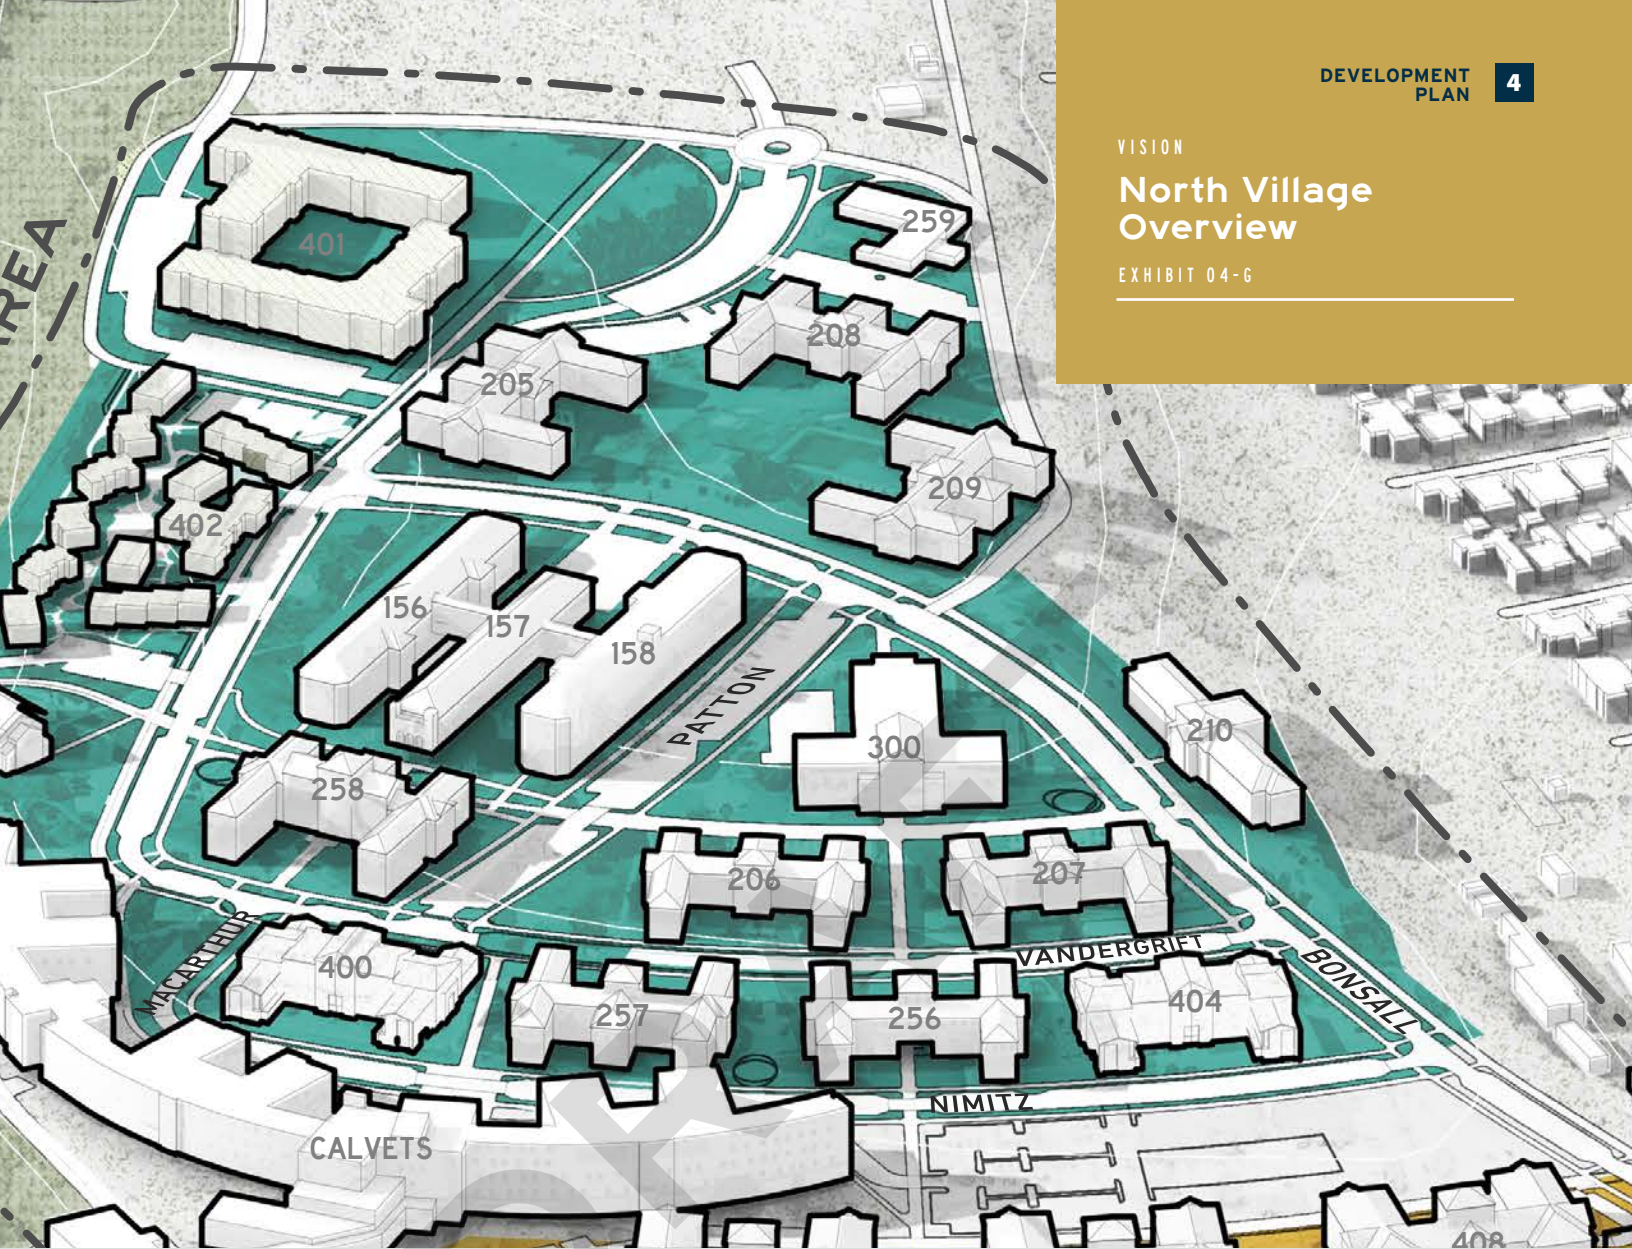 DEVELOPMENT
PLAN
4
VISION
North Village
Overview
EXHIBIT 04-G
401
259
208
205
209
402
156
157
158
PATTON
300
210
258
206
207
MACARTHUR
400
VANDERGRIFT
BONSALL
257
256
404
NIMITZ
CALVETS
408